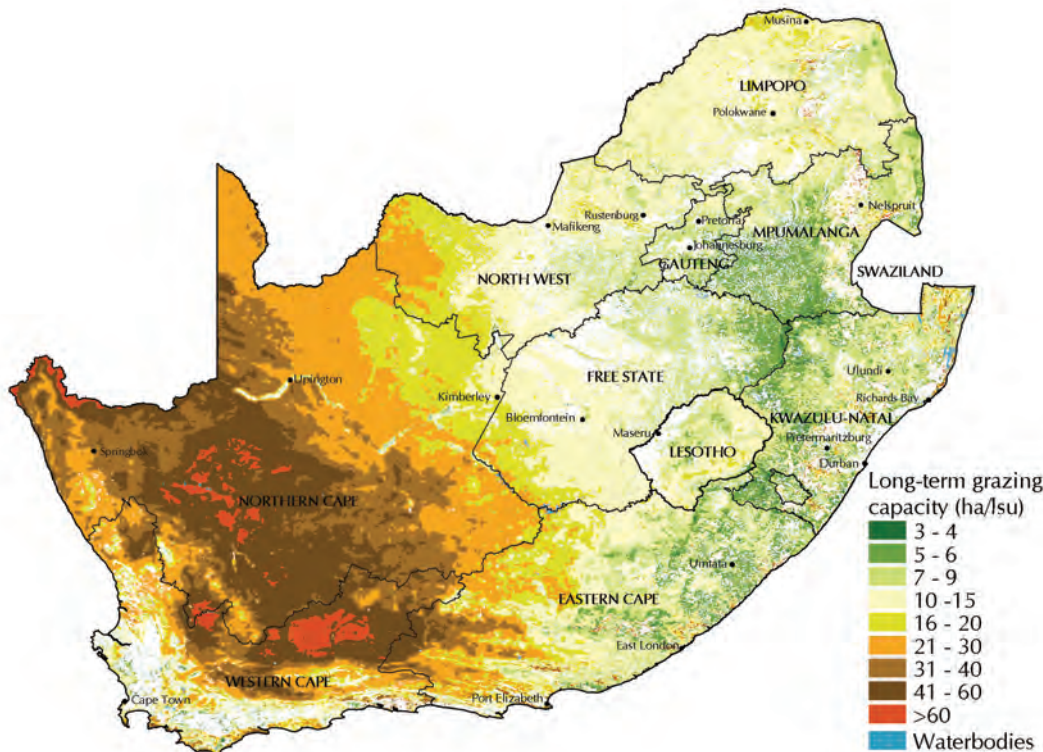 Musina
LIMPOPO
Polokwane
Nelspruit
Rustenburg
Pretoria
Mafikeng
MPUMALANGA
Johannesburg
GAUTENG
NORTH WEST
SWAZILAND
Upington
FREE STATE
Ulundi
Kimberley
Richards Bay
Bloemfontein
KWAZULU-NATAL
Maseru
LESOTHO
Pietermaritzburg
Springbok
Durban
NORTHERN CAPE
Umtata
EASTERN CAPE
East London
WESTERN CAPE
Port Elizabeth
Cape Town
Long-term grazing
capacity (ha/lsu)
3 - 4
5 - 6
7 - 9
10 -15
16 - 20
21 - 30
31 - 40
41 - 60
>60
Waterbodies